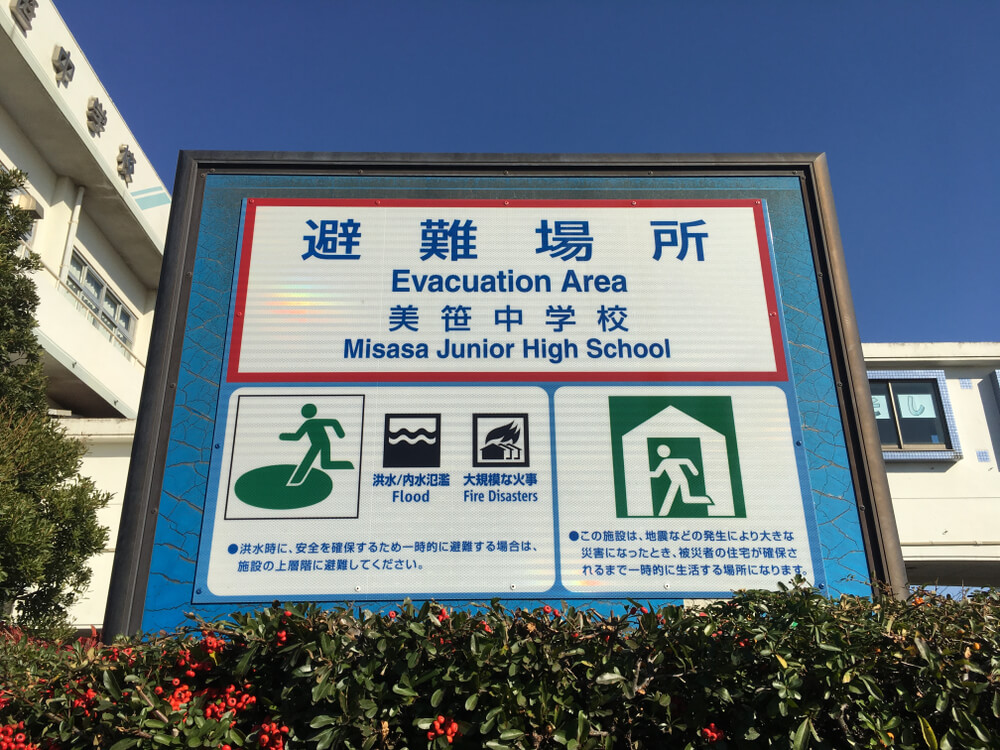 中学校
避難場所
Evacuation Area
美笹中学校
Misasa Junior High School
洪水/内水氾濫
Flood
大規模な火事
Fire Disasters
●洪水時に、安全を確保するため一時的に避難する場合は、
施設の上層階に避難してください。
●この施設は、地震などの発生により大きな
災害になったとき、被災者の住宅が確保さ
れるまで一時的に生活する場所になります。